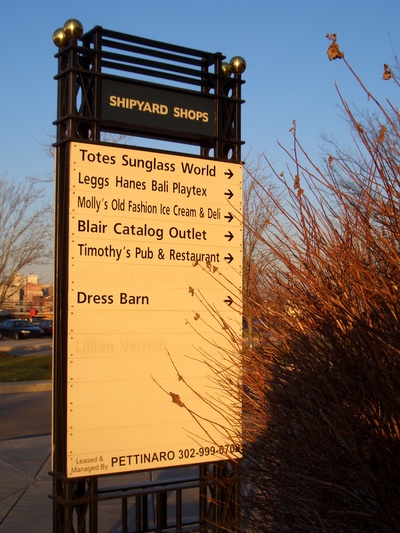 SHIPYARD SHOPS
Totes Sunglass World →
Leggs Hanes Bali Playtex →
Molly's Old Fashion Ice Cream & Deli →
Blair Catalog Outlet →
Timothy's Pub & Restaurant →
Dress Barn →
Lillian Vernon
Leased & Managed By
PETTINARO 302-999-0708